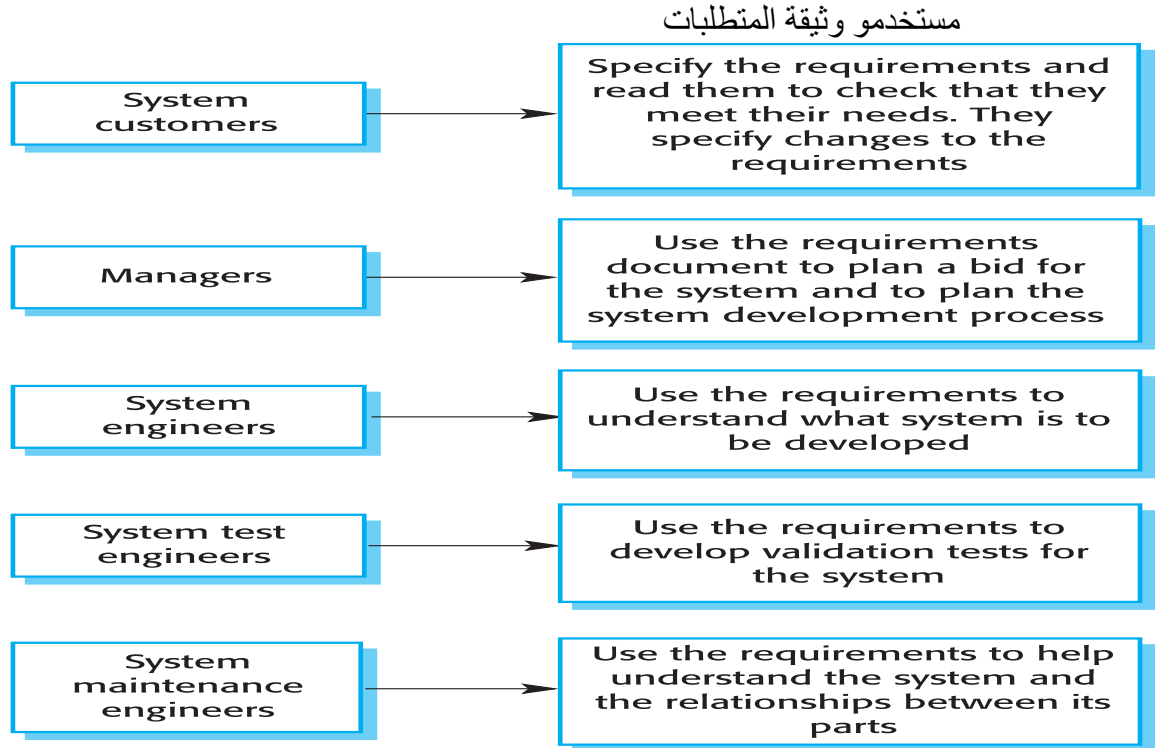 مستخدمو وثيقة المتطلبات
System
customers
Specify the requirements and
read them to check that they
meet their needs. They
specify changes to the
requirements
Managers
Use the requirements
document to plan a bid for
the system and to plan the
system development process
System
engineers
Use the requirements to
understand what system is to
be developed
System test
engineers
Use the requirements to
develop validation tests for
the system
System
maintenance
engineers
Use the requirements to help
understand the system and
the relationships between its
parts